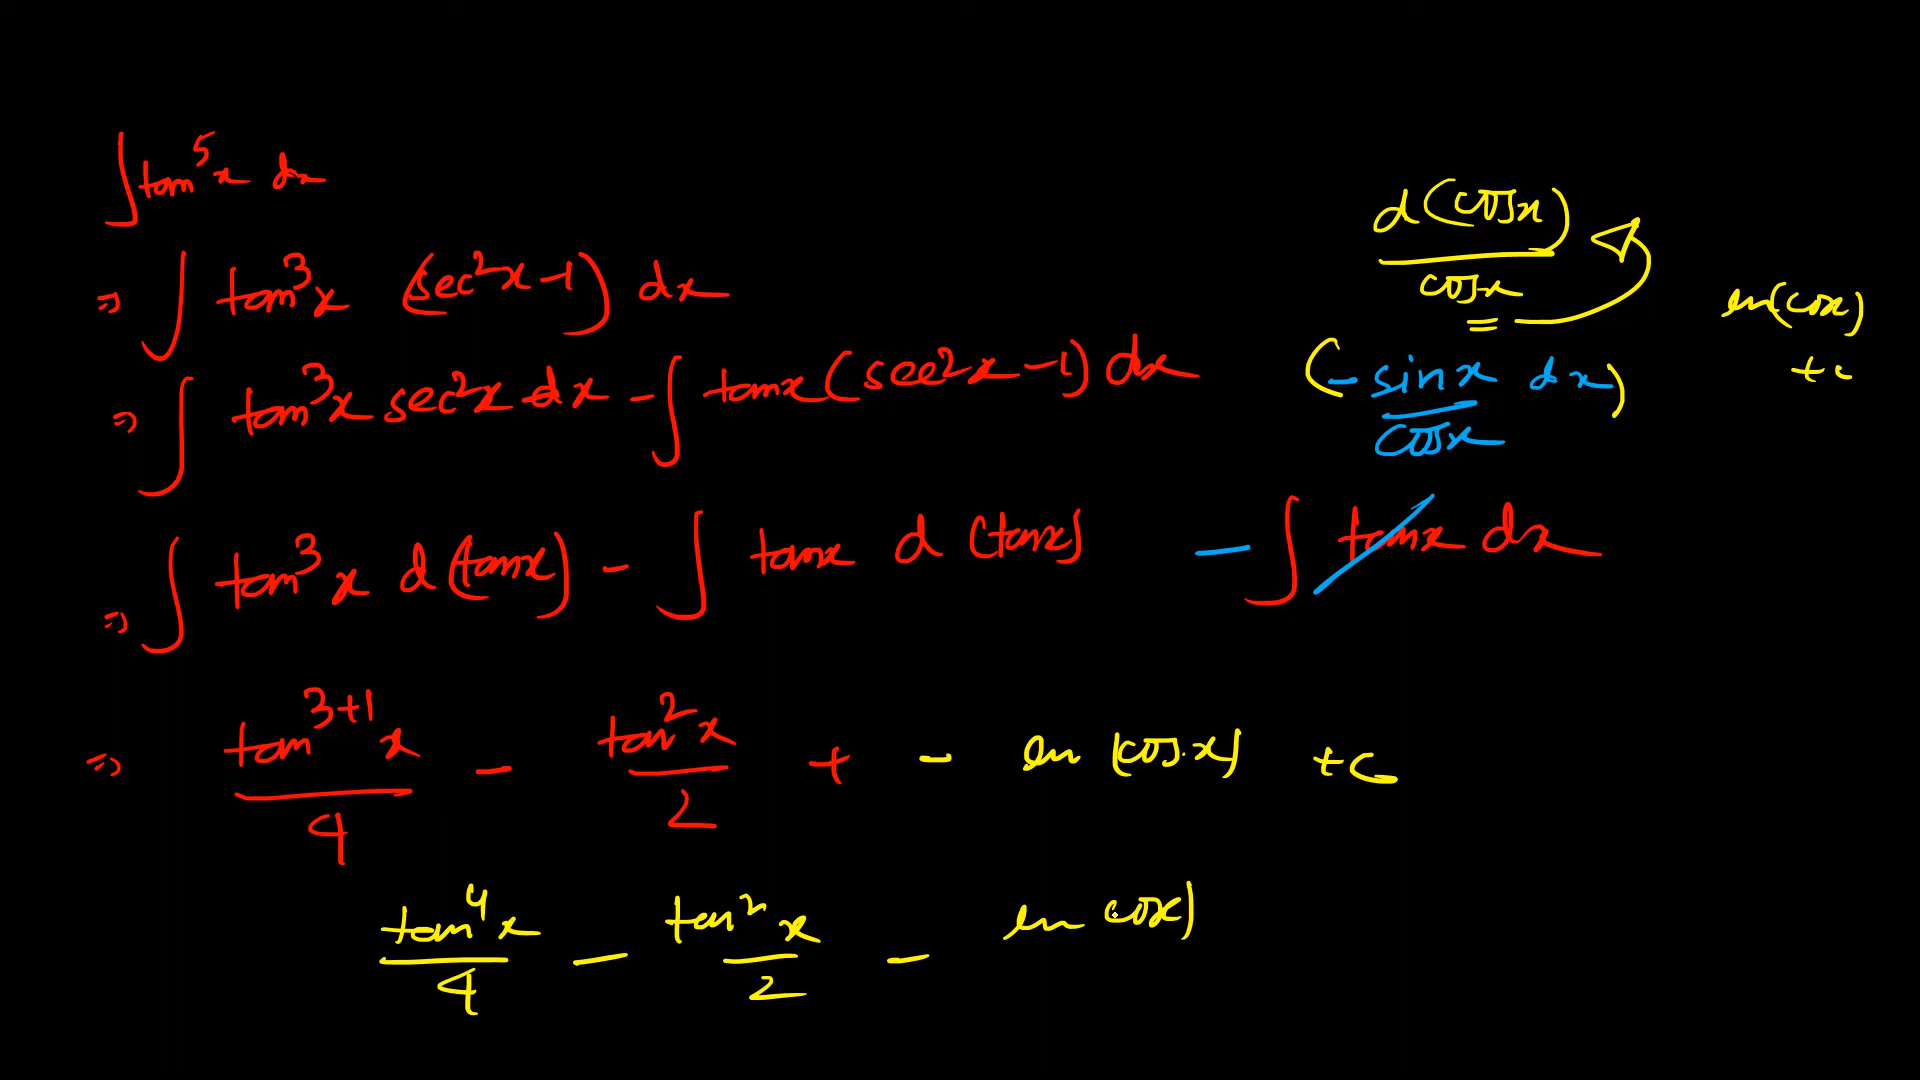 ∫tan⁵x dx
⇒ ∫ tan³x (sec²x-1) dx
⇒ ∫ tan³x sec²x dx - ∫ tanx (sec²x-1) dx
⇒ ∫ tan³x d(tanx) - ∫ tanx d(tanx) - ∫ tanx dx
⇒ tan³⁺¹x/4 - tan²x/2 + - ln |cos.x| +c
tan⁴x/4 - tan²x/2 - ln cosx)
d(cosx)/cosx
=
(- sinx/cosx dx)
ln(cosx)
+c